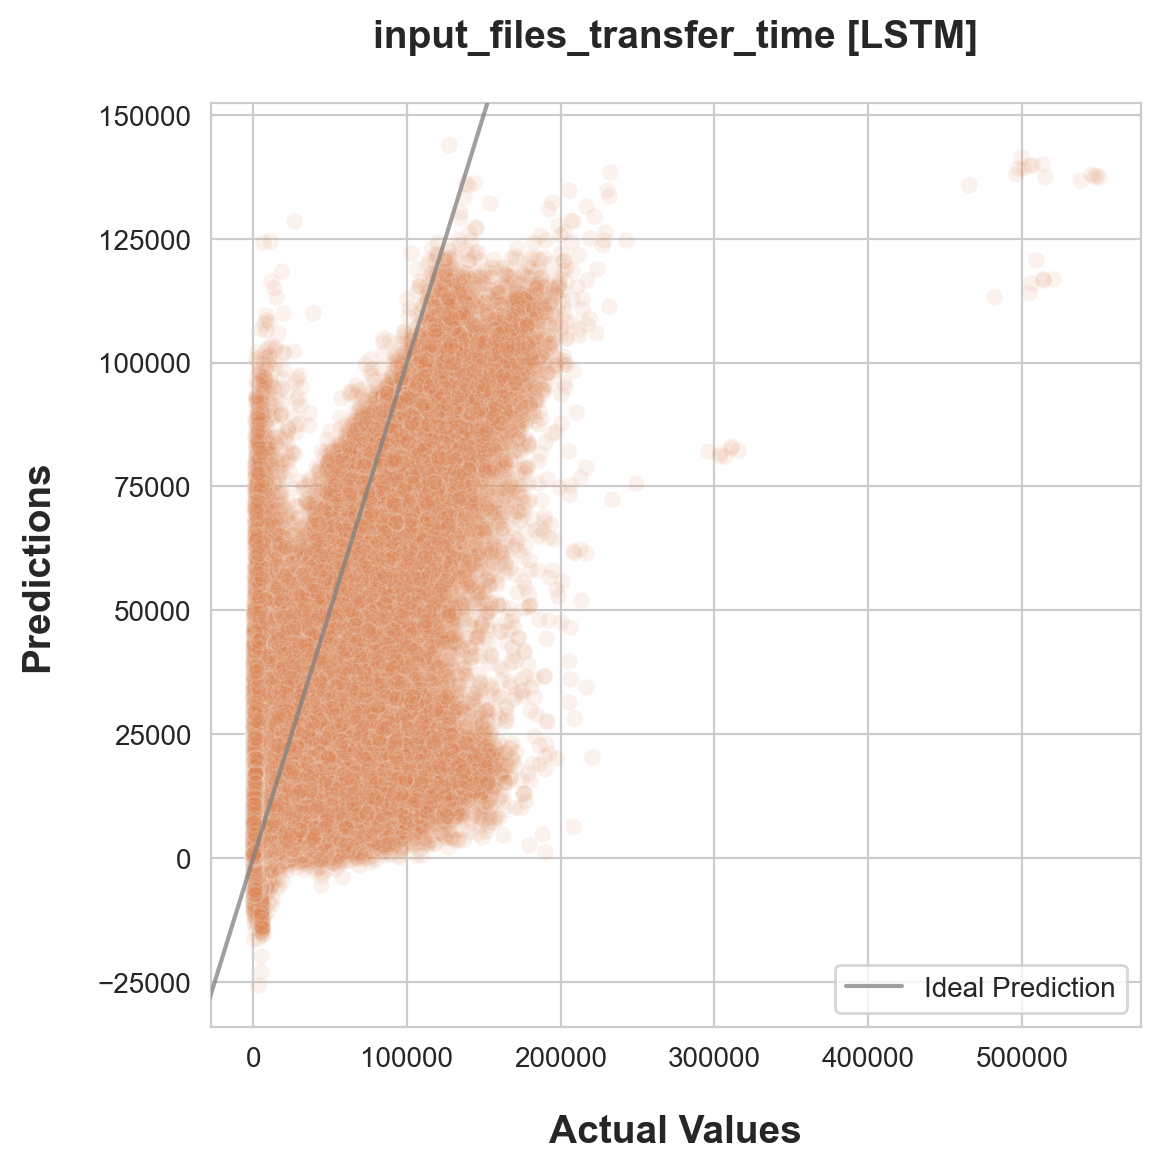 input_files_transfer_time [LSTM]
150000
125000
100000
75000
50000
25000
0
−25000
Predictions
Ideal Prediction
0 100000 200000 300000 400000 500000
Actual Values